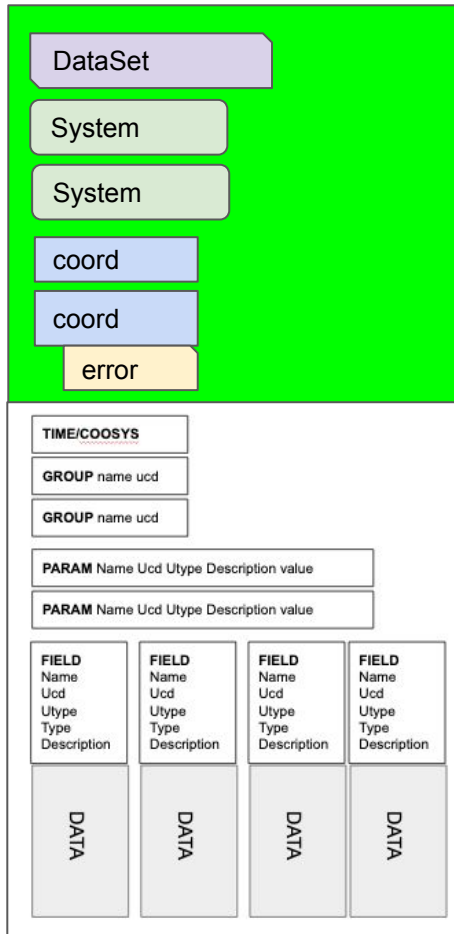 DataSet
System
System
coord
coord
error
TIME/COOSYS
GROUP name ucd
GROUP name ucd
PARAM Name Ucd Utype Description value
PARAM Name Ucd Utype Description value
FIELD
Name
Ucd
Utype
Type
Description
FIELD
Name
Ucd
Utype
Type
Description
FIELD
Name
Ucd
Utype
Type
Description
FIELD
Name
Ucd
Utype
Type
Description
DATA
DATA
DATA
DATA